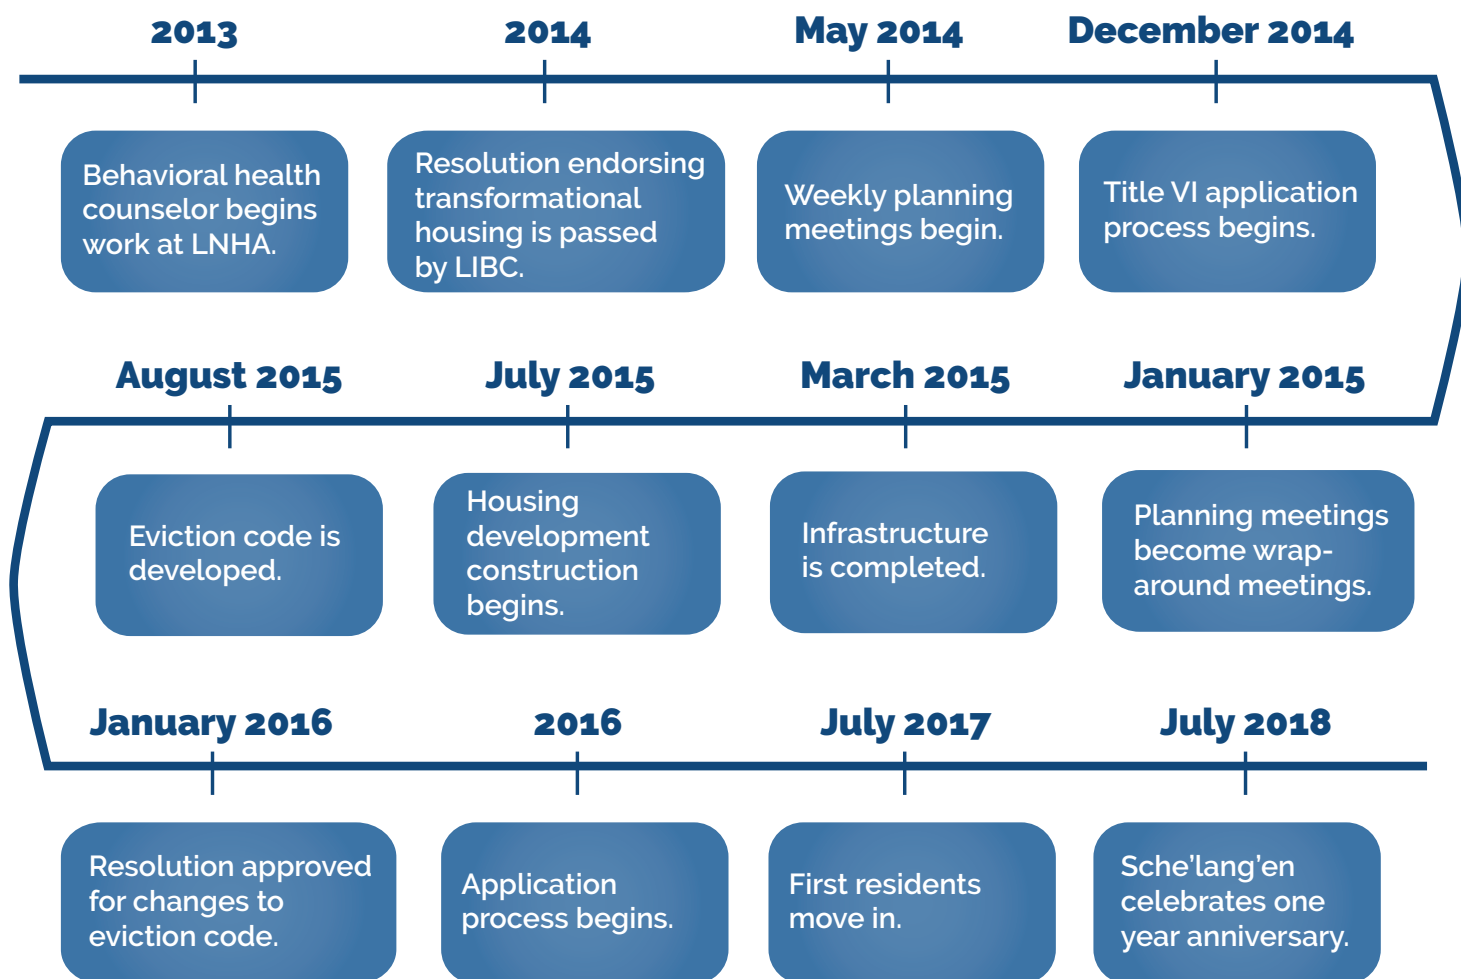 2013
Behavioral health
counselor begins
work at LNHA.
2014
Resolution endorsing
transformational
housing is passed
by LIBC.
May 2014
Weekly planning
meetings begin.
December 2014
Title VI application
process begins.
January 2015
Planning meetings
become wrap-
around meetings.
March 2015
Infrastructure
is completed.
July 2015
Housing
development
construction
begins.
August 2015
Eviction code is
developed.
January 2016
Resolution approved
for changes to
eviction code.
2016
Application
process begins.
July 2017
First residents
move in.
July 2018
Sche’lang’en
celebrates one
year anniversary.